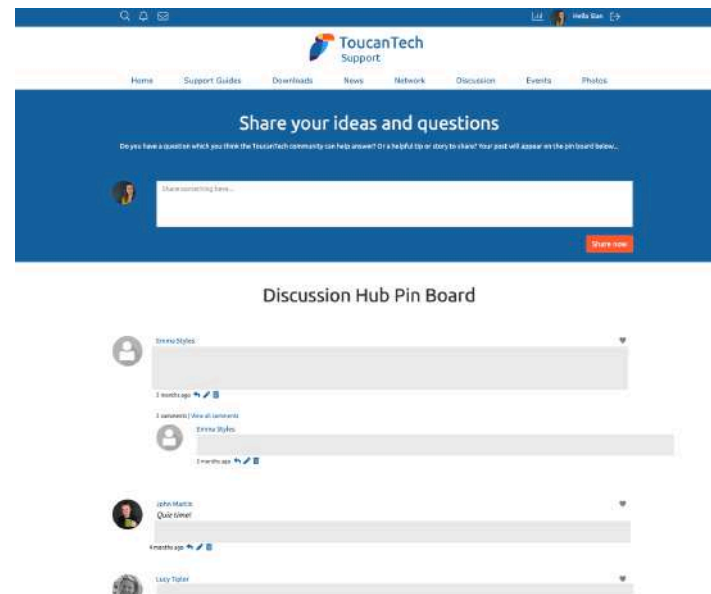 Hello Sian
ToucanTech
Support
Home Support Guides Downloads News Network Discussion Events Photos
Share your ideas and questions
Do you have a question which you think the ToucanTech community can help answer? Or a helpful tip or story to share? Your post will appear on the pin board below...
Share something here...
Share now
Discussion Hub Pin Board
Emma Styles
3 months ago
comments | View all comments
Emma Styles
3 months ago
John Martin
Quiz time!
4 months ago
Lucy Tipler